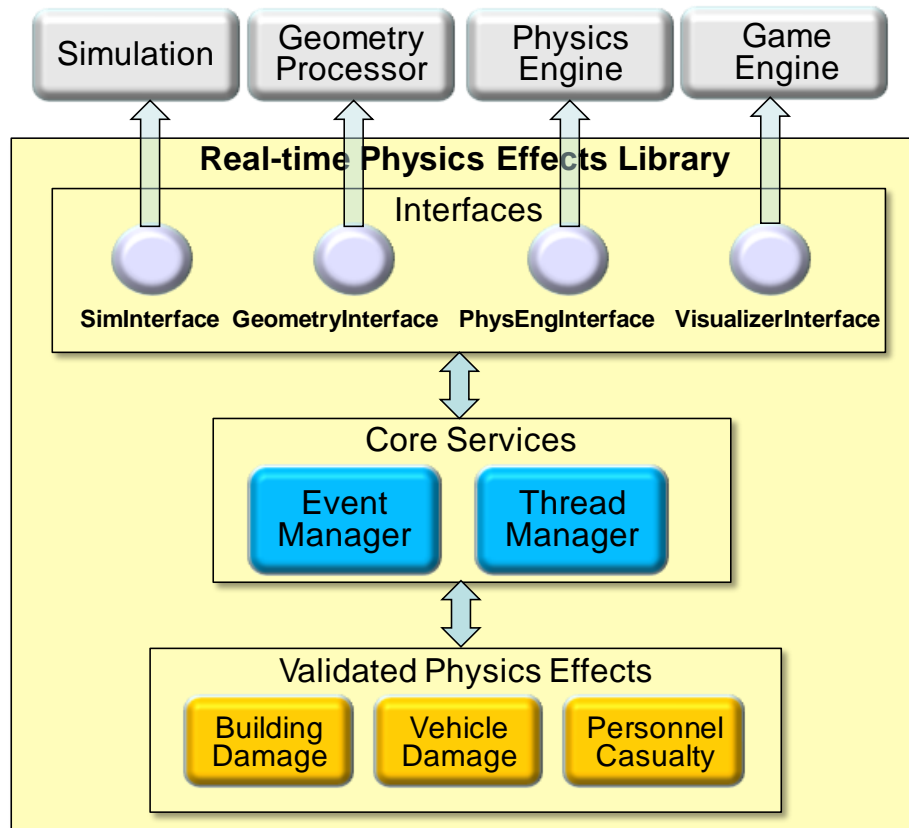 Simulation
Geometry
Processor
Physics
Engine
Game
Engine
Real-time Physics Effects Library
Interfaces
SimInterface
GeometryInterface
PhysEngInterface
VisualizerInterface
Core Services
Event
Manager
Thread
Manager
Validated Physics Effects
Building
Damage
Vehicle
Damage
Personnel
Casualty